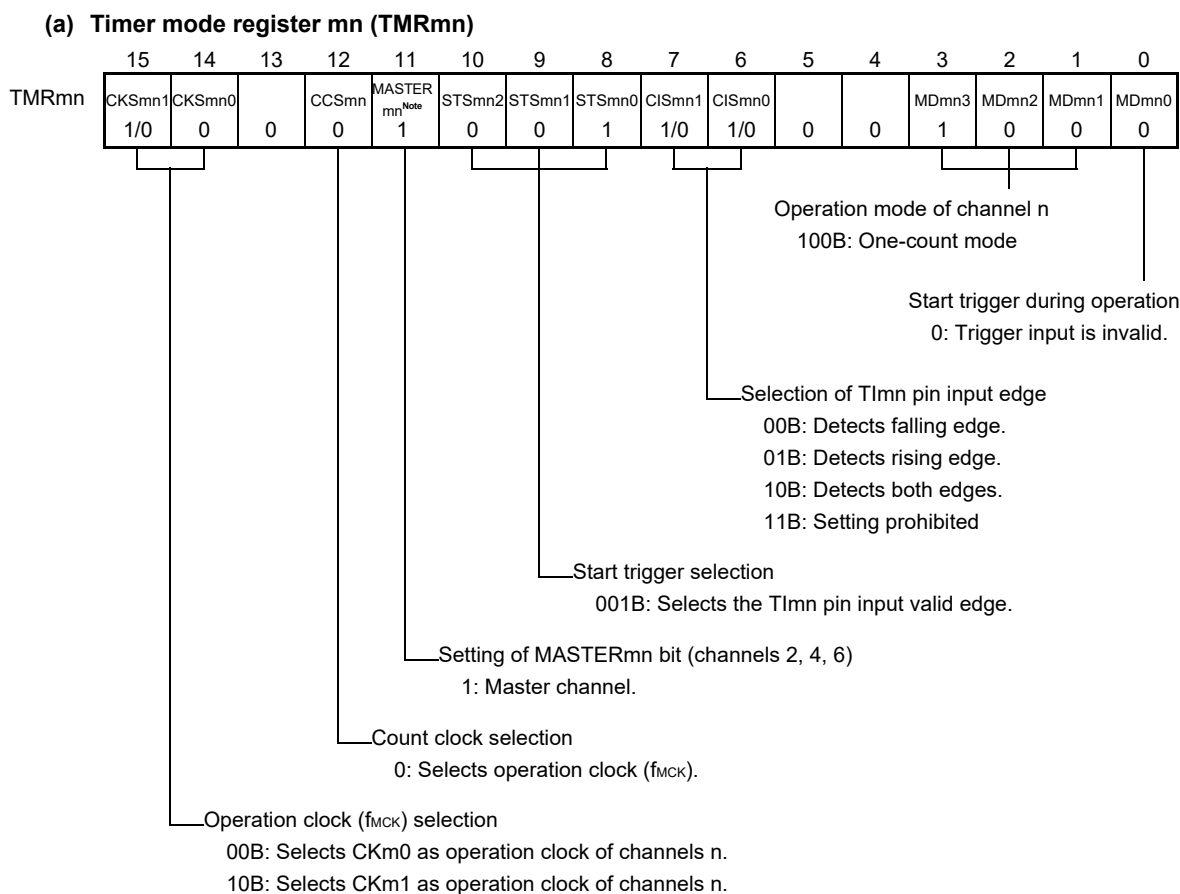 (a) Timer mode register mn (TMRmn)
15 14 13 12 11 10 9 8 7 6 5 4 3 2 1 0
TMRmn CKSmn1 CKSmn0 CCSmn MASTER mnNote STSmn2 STSmn1 STSmn0 CISmn1 CISmn0 MDmn3 MDmn2 MDmn1 MDmn0
1/0 0 0 0 1 0 0 1 1/0 1/0 0 0 1 0 0 0
Operation mode of channel n
100B: One-count mode
Start trigger during operation
0: Trigger input is invalid.
Selection of TImn pin input edge
00B: Detects falling edge.
01B: Detects rising edge.
10B: Detects both edges.
11B: Setting prohibited
Start trigger selection
001B: Selects the TImn pin input valid edge.
Setting of MASTERmn bit (channels 2, 4, 6)
1: Master channel.
Count clock selection
0: Selects operation clock (fMCK).
Operation clock (fMCK) selection
00B: Selects CKm0 as operation clock of channels n.
10B: Selects CKm1 as operation clock of channels n.